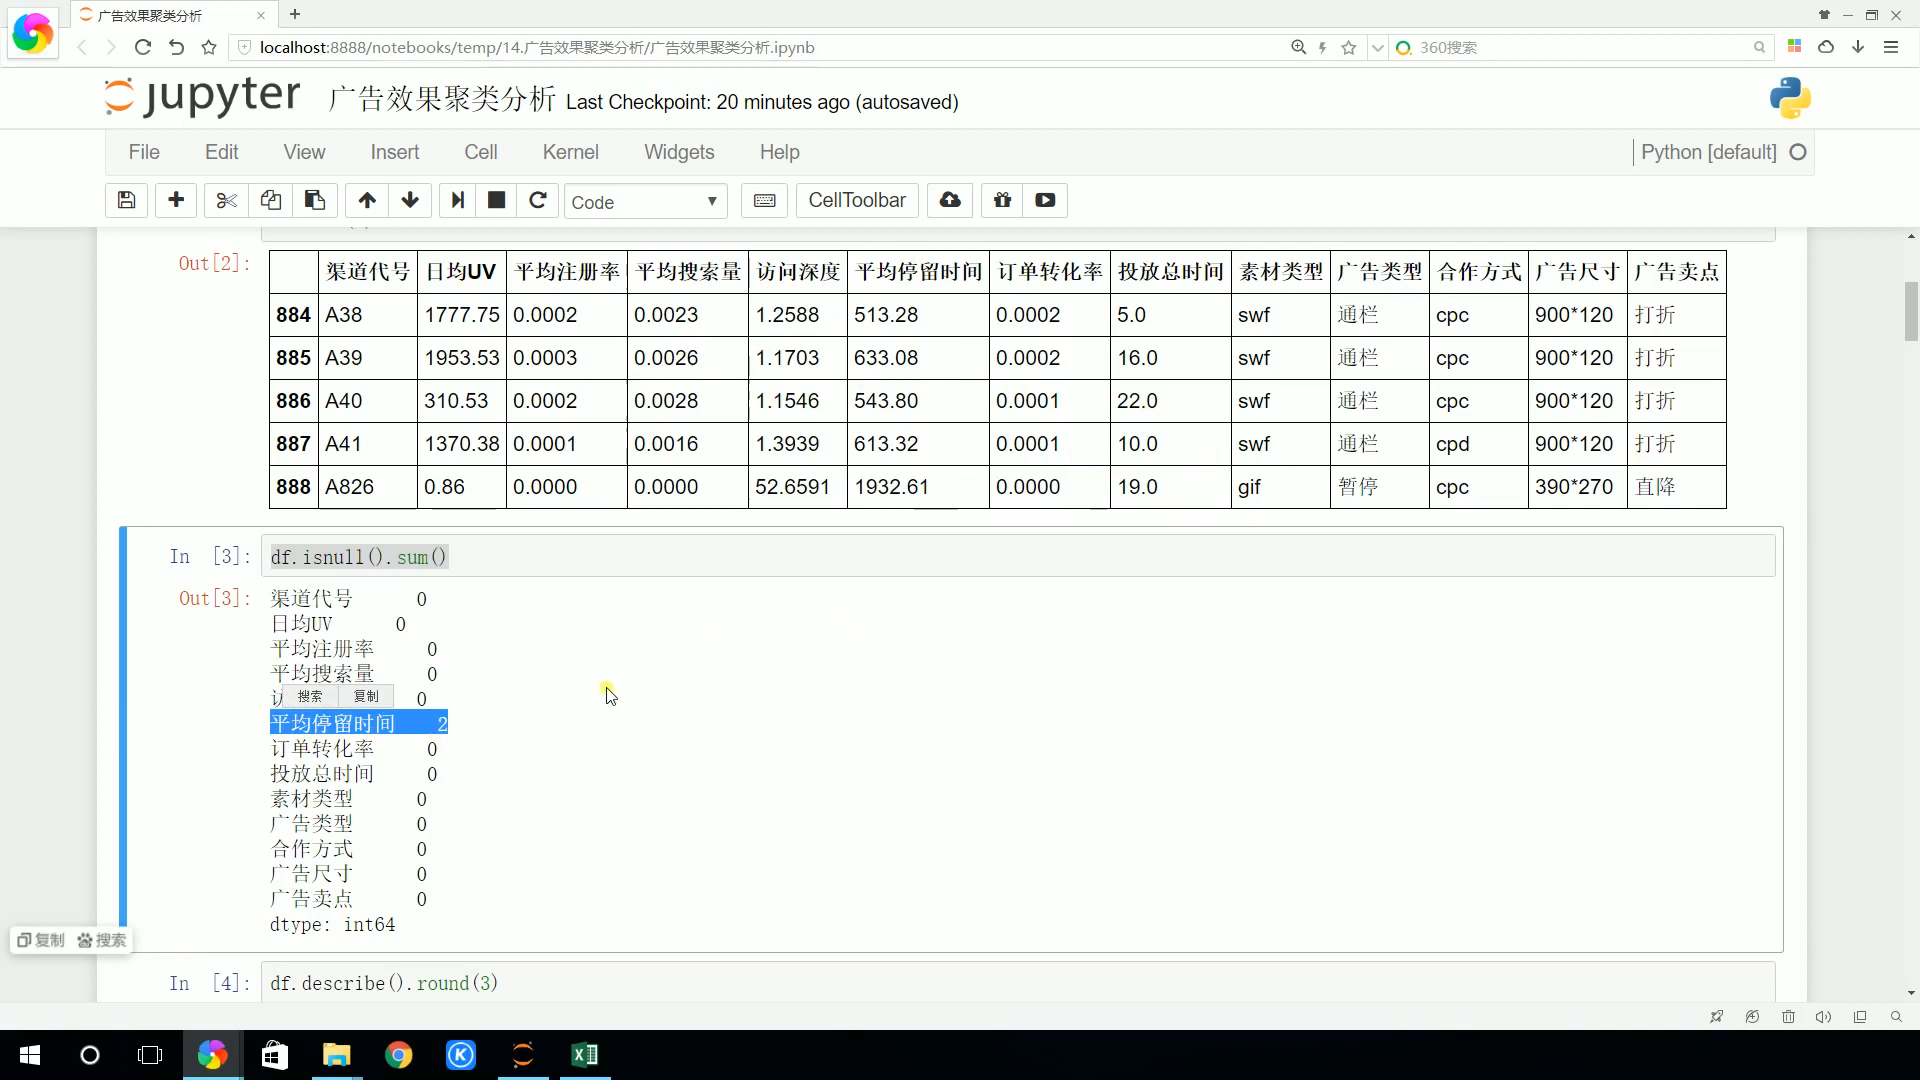 广告效果聚类分析
localhost:8888/notebooks/temp/14.广告效果聚类分析/广告效果聚类分析.ipynb
360搜索
jupyter 广告效果聚类分析 Last Checkpoint: 20 minutes ago (autosaved)
File Edit View Insert Cell Kernel Widgets Help Python [default]
Code CellToolbar
Out[2]:
渠道代号 日均UV 平均注册率 平均搜索量 访问深度 平均停留时间 订单转化率 投放总时间 素材类型 广告类型 合作方式 广告尺寸 广告卖点
884 A38 1777.75 0.0002 0.0023 1.2588 513.28 0.0002 5.0 swf 通栏 cpc 900*120 打折
885 A39 1953.53 0.0003 0.0026 1.1703 633.08 0.0002 16.0 swf 通栏 cpc 900*120 打折
886 A40 310.53 0.0002 0.0028 1.1546 543.80 0.0001 22.0 swf 通栏 cpc 900*120 打折
887 A41 1370.38 0.0001 0.0016 1.3939 613.32 0.0001 10.0 swf 通栏 cpd 900*120 打折
888 A826 0.86 0.0000 0.0000 52.6591 1932.61 0.0000 19.0 gif 暂停 cpc 390*270 直降
In [3]: df.isnull().sum()
Out[3]: 渠道代号 0
日均UV 0
平均注册率 0
平均搜索量 0
搜索 复制 0
平均停留时间 2
订单转化率 0
投放总时间 0
素材类型 0
广告类型 0
合作方式 0
广告尺寸 0
广告卖点 0
dtype: int64
复制 搜索
In [4]: df.describe().round(3)